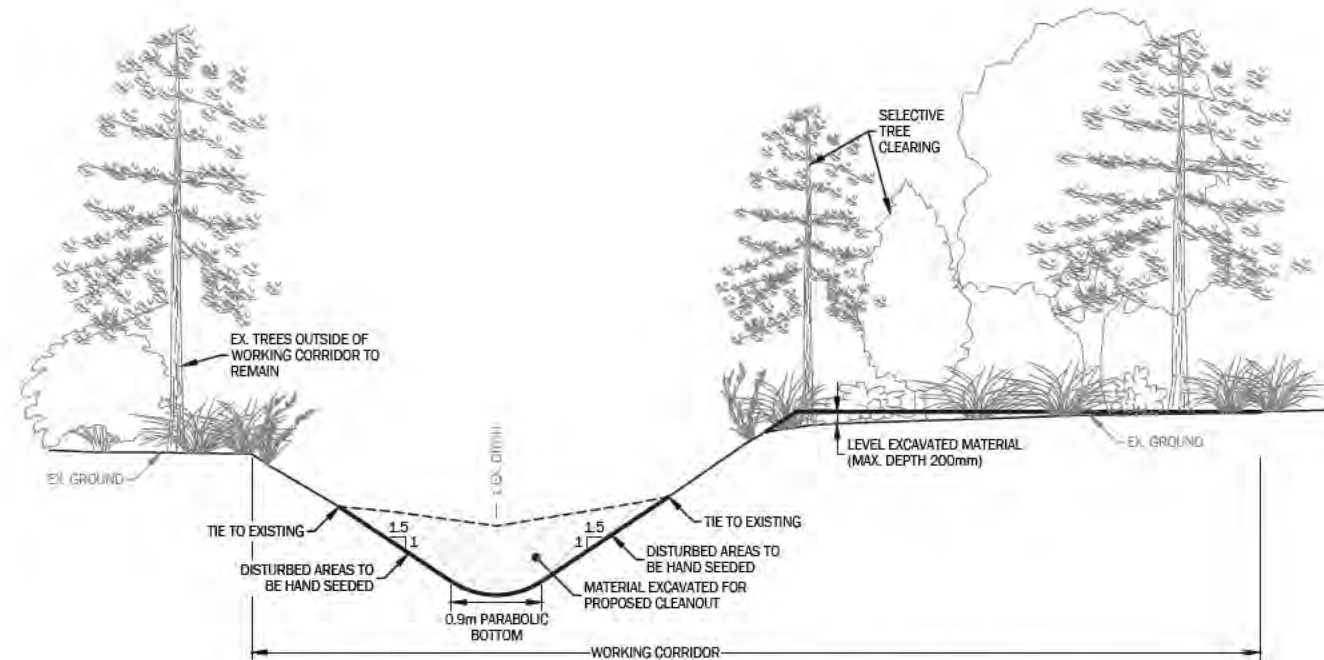 SELECTIVE
TREE
CLEARING
EX. TREES OUTSIDE OF
WORKING CORRIDOR TO
REMAIN
EX. GROUND
EX. DITCH
LEVEL EXCAVATED MATERIAL
(MAX. DEPTH 200mm)
EX. GROUND
TIE TO EXISTING
1.5
1
DISTURBED AREAS TO
BE HAND SEEDED
1.5
1
TIE TO EXISTING
DISTURBED AREAS TO
BE HAND SEEDED
MATERIAL EXCAVATED FOR
PROPOSED CLEANOUT
0.9m PARABOLIC
BOTTOM
WORKING CORRIDOR